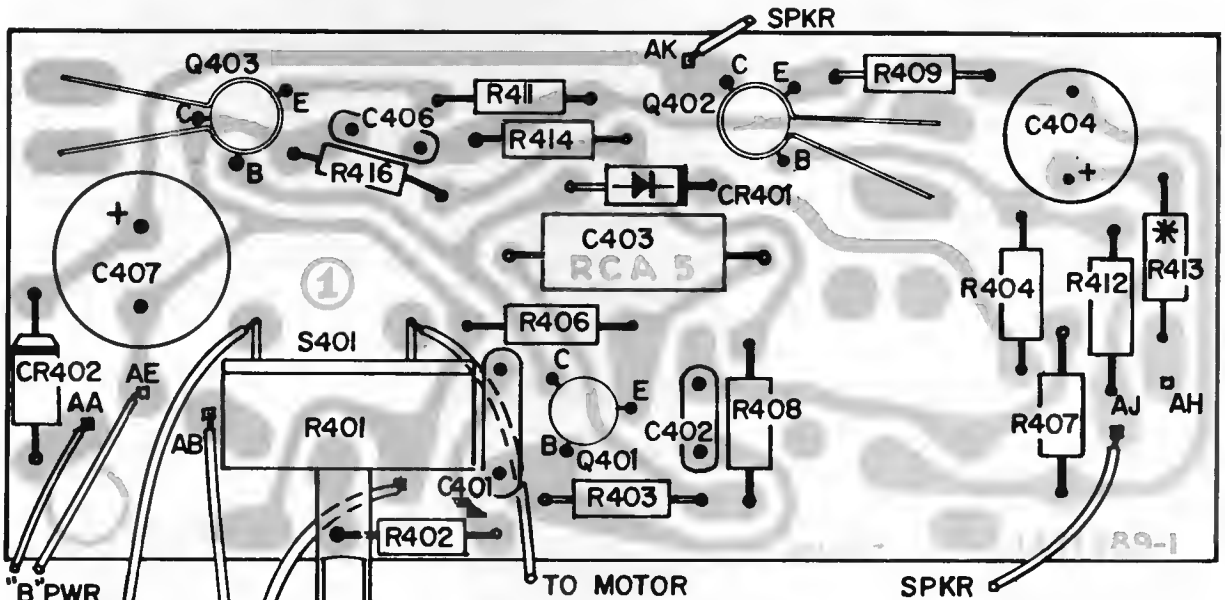 SPKR
AK
Q403
C
E
B
C406
R411
R414
R416
Q402
C
E
B
R409
C404
+
CR401
C403
RCA 5
+
C407
1
S401
R406
R404
R412
*
R413
CR402
AE
AA
AB
R401
C
E
B
Q401
C402
R408
R407
AJ
AH
C401
R403
R402
89-1
"B" PWR
TO MOTOR
SPKR